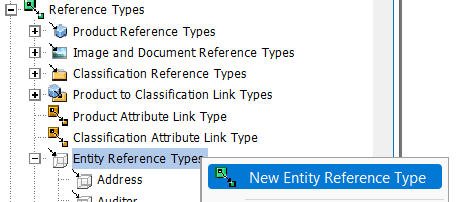 Reference Types
Product Reference Types
Image and Document Reference Types
Classification Reference Types
Product to Classification Link Types
Product Attribute Link Type
Classification Attribute Link Type
Entity Reference Types
New Entity Reference Type
Address
Auditor